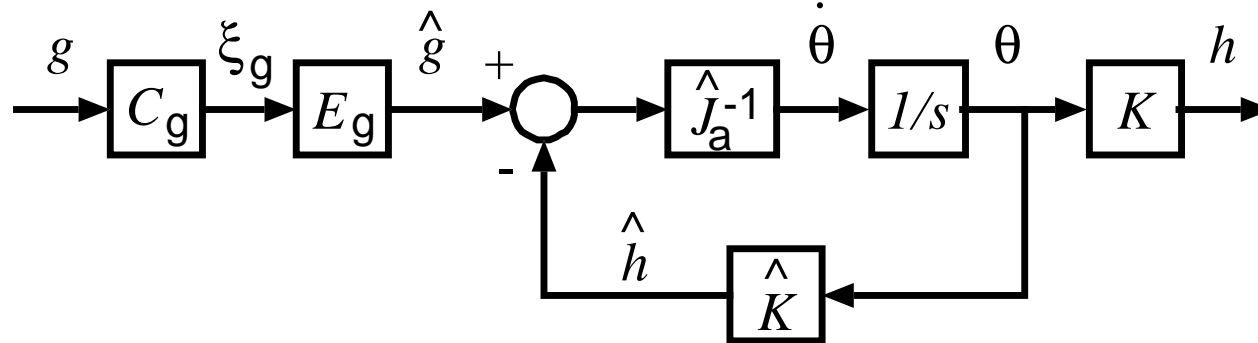 g ξg ĝ + θ̇ θ h
Cg Eg Ĵa-1 1/s K
-
ĥ
K̂